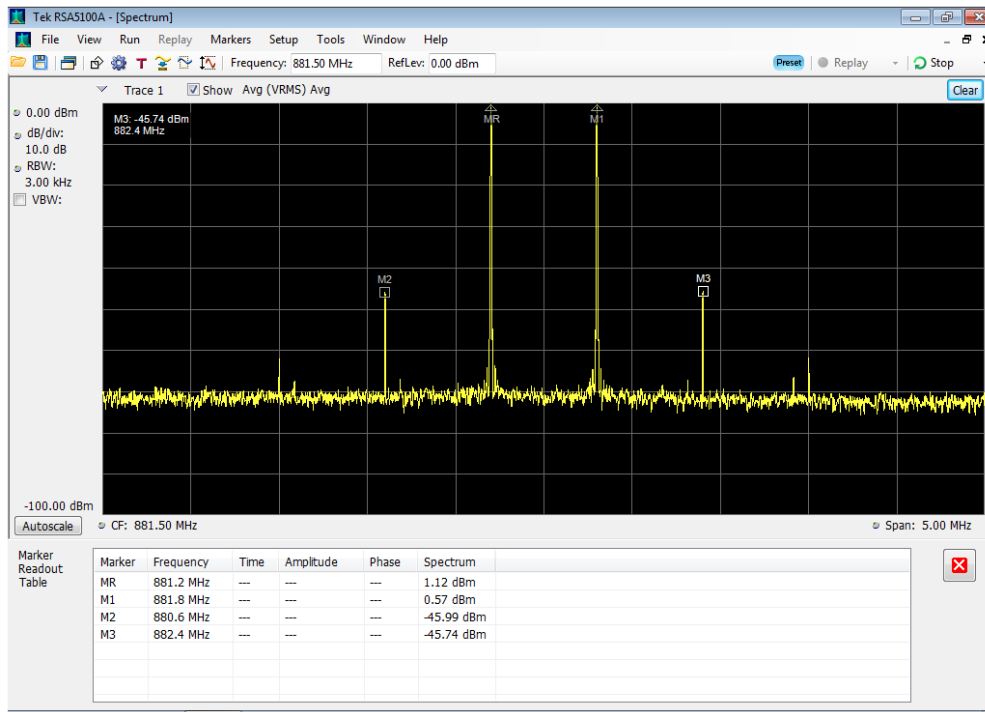 Tek RSA5100A - [Spectrum]
File View Run Replay Markers Setup Tools Window Help
T Frequency: 881.50 MHz RefLev: 0.00 dBm Preset Replay Stop
Trace 1 Show Avg (VRMS) Avg Clear
0.00 dBm
dB/div:
10.0 dB
RBW:
3.00 kHz
VBW:
M3: -45.74 dBm
882.4 MHz
MR M1
M2 M3
-100.00 dBm
Autoscale CF: 881.50 MHz Span: 5.00 MHz
Marker
Readout
Table
Marker Frequency Time Amplitude Phase Spectrum
MR 881.2 MHz --- --- --- 1.12 dBm
M1 881.8 MHz --- --- --- 0.57 dBm
M2 880.6 MHz --- --- --- -45.99 dBm
M3 882.4 MHz --- --- --- -45.74 dBm